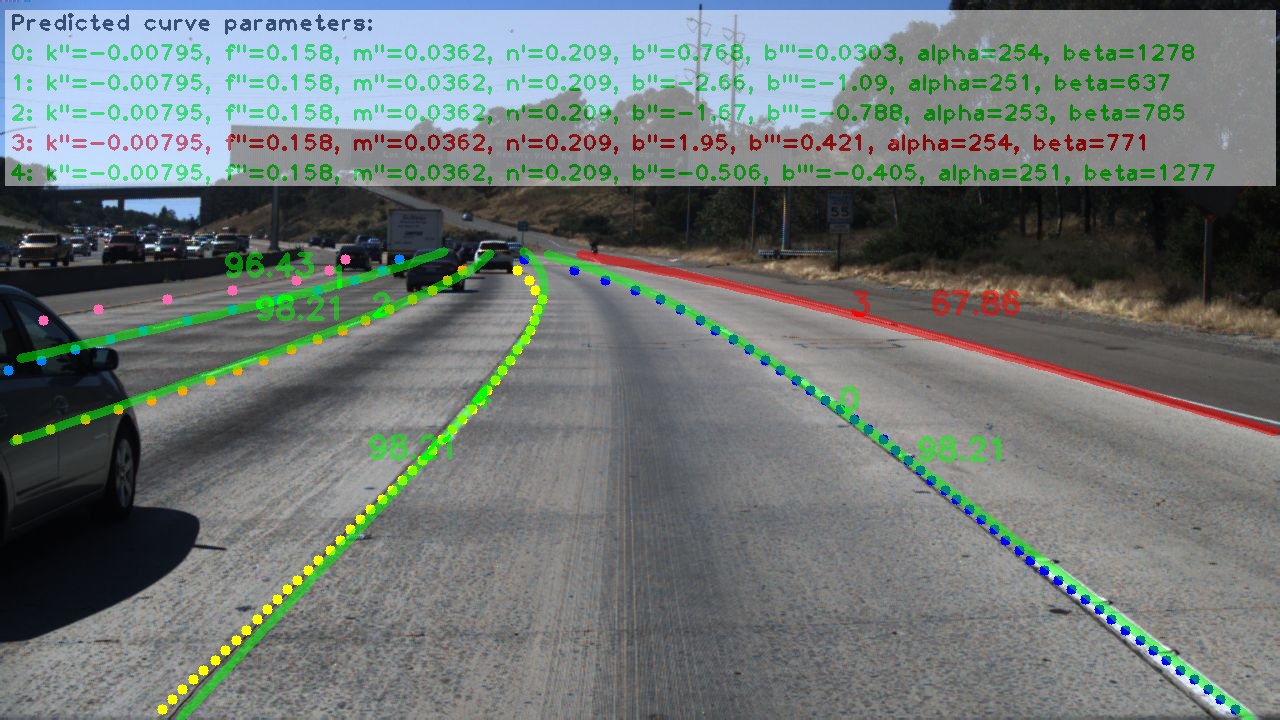 Predicted curve parameters:
0: k''=-0.00795, f''=0.158, m''=0.0362, n'=0.209, b''=0.768, b'''=0.0303, alpha=254, beta=1278
1: k''=-0.00795, f''=0.158, m''=0.0362, n'=0.209, b''=-2.66, b'''=-1.09, alpha=251, beta=637
2: k''=-0.00795, f''=0.158, m''=0.0362, n'=0.209, b''=-1.67, b'''=-0.788, alpha=253, beta=785
3: k''=-0.00795, f''=0.158, m''=0.0362, n'=0.209, b''=1.95, b'''=0.421, alpha=254, beta=771
4: k''=-0.00795, f''=0.158, m''=0.0362, n'=0.209, b''=-0.506, b'''=-0.405, alpha=251, beta=1277
55
96.43 1
98.21 2
3 67.86
0
98.21
98.21